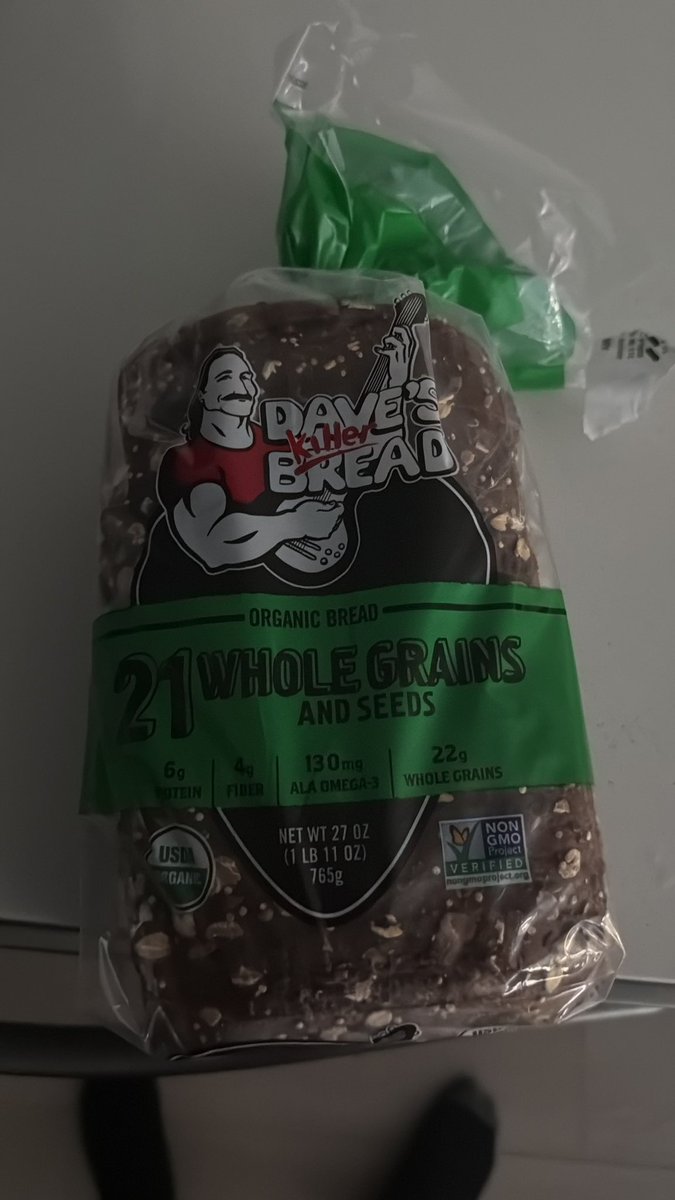 DAVE'S
Killer
BREAD
ORGANIC BREAD
21 WHOLE GRAINS
AND SEEDS
6g 4g 130mg 22g
PROTEIN FIBER ALA OMEGA-3 WHOLE GRAINS
NET WT 27 OZ
(1 LB 11 OZ)
765g
USDA
ORGANIC
NON
GMO
Project
VERIFIED
nongmoproject.org